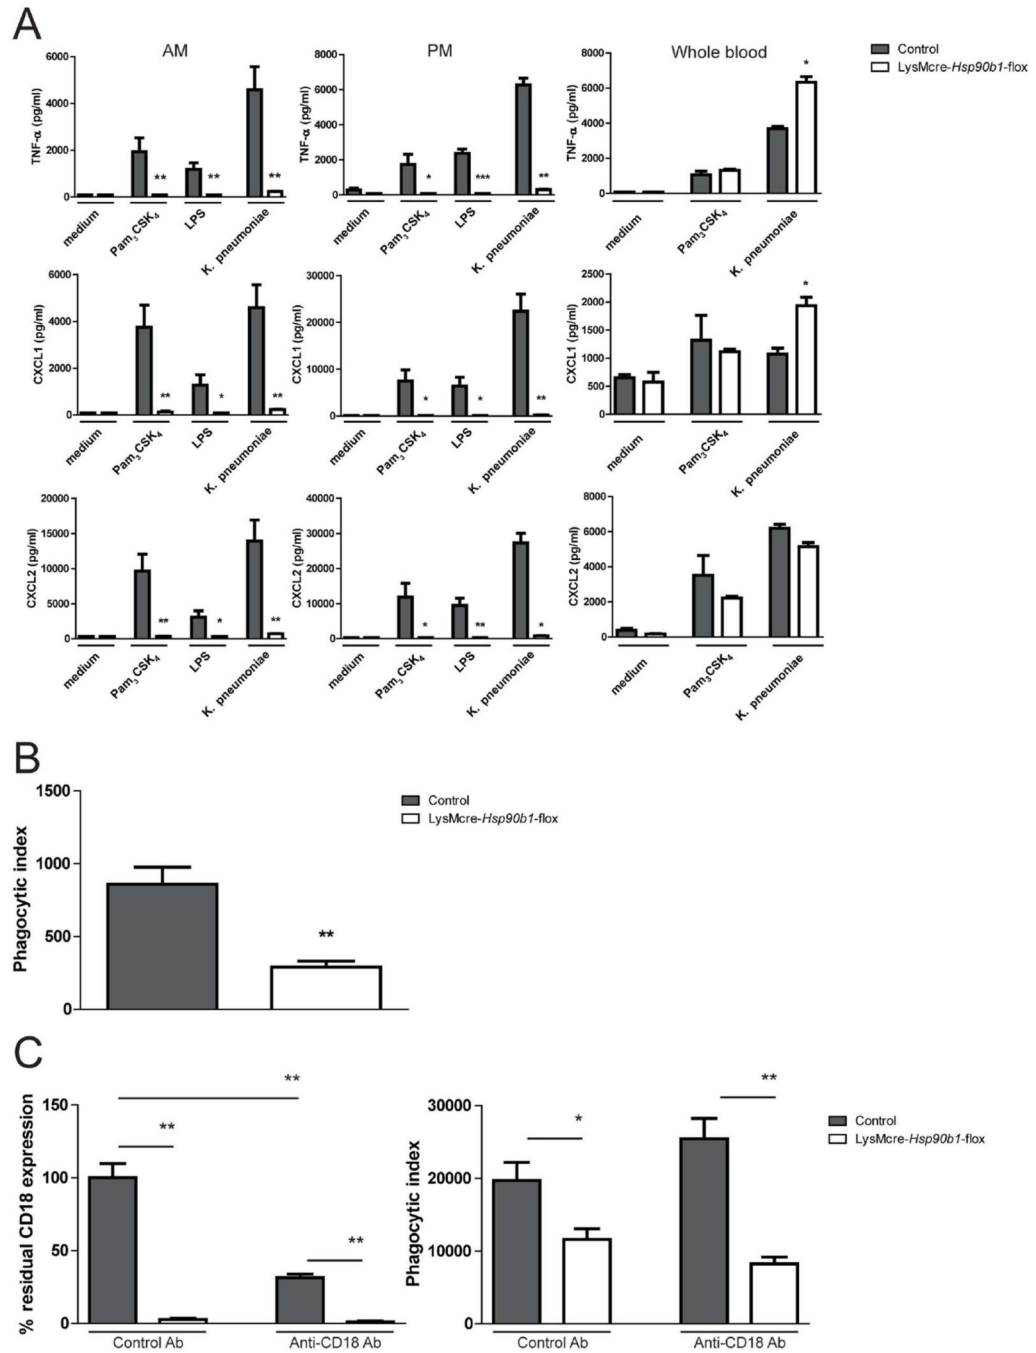 A
AM
PM
Whole blood
Control
LysMcre-Hsp90b1-flox
TNF-α (pg/ml)
6000
4000
2000
0
** ** **
medium
Pam3CSK4
LPS
K. pneumoniae
TNF-α (pg/ml)
8000
6000
4000
2000
0
* *** **
medium
Pam3CSK4
LPS
K. pneumoniae
TNF-α (pg/ml)
8000
6000
4000
2000
0
*
medium
Pam3CSK4
K. pneumoniae
CXCL1 (pg/ml)
6000
4000
2000
0
** * **
medium
Pam3CSK4
LPS
K. pneumoniae
CXCL1 (pg/ml)
30000
20000
10000
0
* * **
medium
Pam3CSK4
LPS
K. pneumoniae
CXCL1 (pg/ml)
2500
2000
1500
1000
500
0
*
medium
Pam3CSK4
K. pneumoniae
CXCL2 (pg/ml)
20000
15000
10000
5000
0
** * **
medium
Pam3CSK4
LPS
K. pneumoniae
CXCL2 (pg/ml)
40000
30000
20000
10000
0
* ** *
medium
Pam3CSK4
LPS
K. pneumoniae
CXCL2 (pg/ml)
8000
6000
4000
2000
0
medium
Pam3CSK4
K. pneumoniae
B
Phagocytic index
1500
1000
500
0
**
Control
LysMcre-Hsp90b1-flox
C
% residual CD18 expression
150
100
50
0
**
**
**
Control Ab
Anti-CD18 Ab
Phagocytic index
30000
20000
10000
0
*
**
Control Ab
Anti-CD18 Ab
Control
LysMcre-Hsp90b1-flox